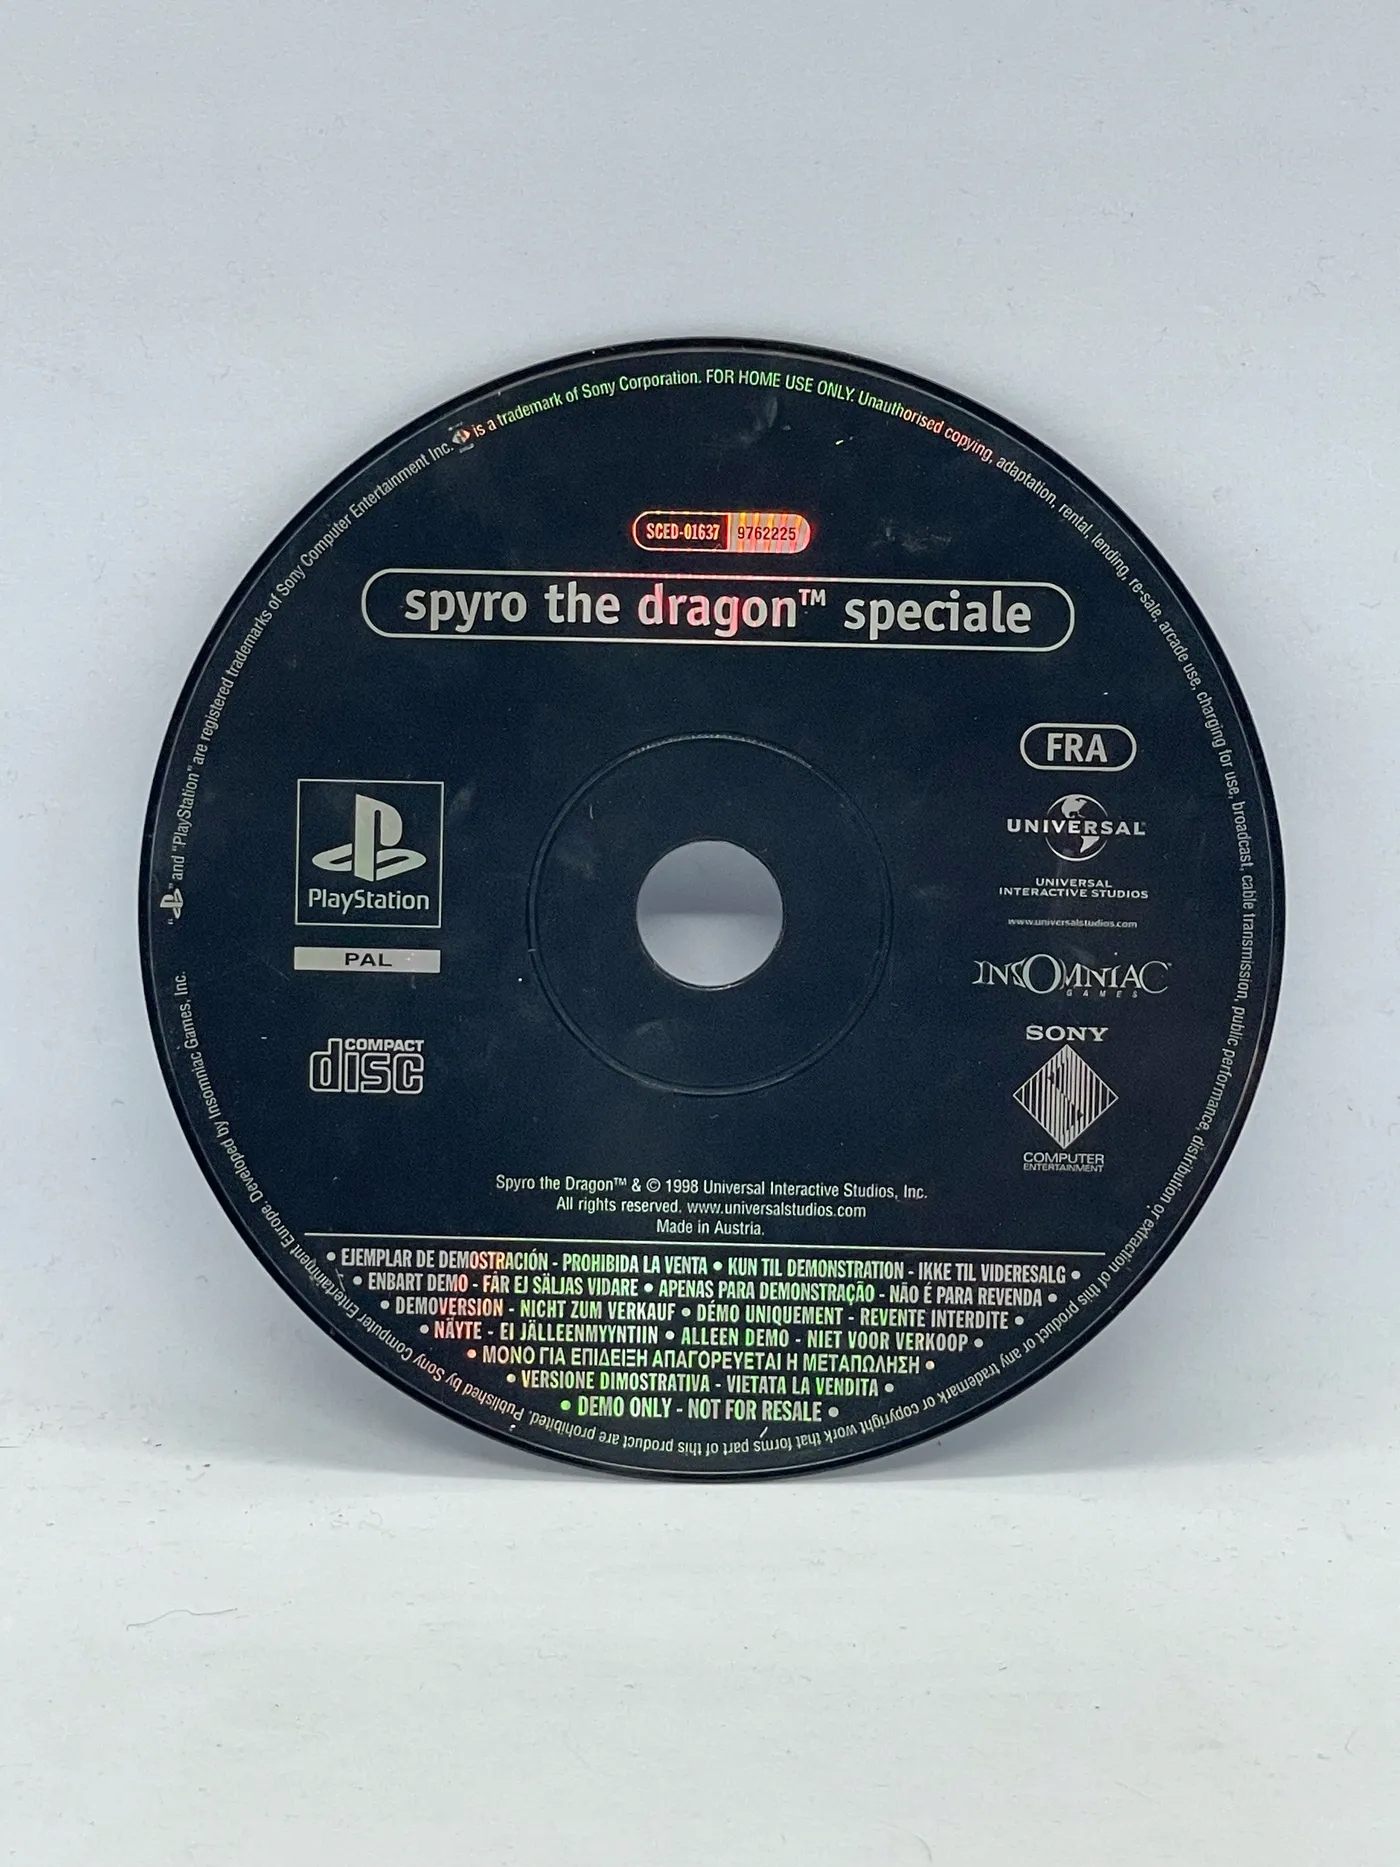 "PS" and "PlayStation" are registered trademarks of Sony Computer Entertainment Inc. is a trademark of Sony Corporation. FOR HOME USE ONLY. Unauthorised copying, adaptation, rental, lending, re-sale, arcade use, charging for use, broadcast, cable transmission, public performance, distribution or extraction of this product or any trademark or copyright work that forms part of this product are prohibited. Published by Sony Computer Entertainment Europe. Developed by Insomniac Games, Inc.
SCED-01637 9762225
spyro the dragon™ speciale
FRA
UNIVERSAL
UNIVERSAL
INTERACTIVE STUDIOS
www.universalstudios.com
INSOMNIAC™
GAMES
SONY
COMPUTER
ENTERTAINMENT
PlayStation
PAL
COMPACT
disc
Spyro the Dragon™ & © 1998 Universal Interactive Studios, Inc.
All rights reserved. www.universalstudios.com
Made in Austria.
• EJEMPLAR DE DEMOSTRACIÓN - PROHIBIDA LA VENTA • KUN TIL DEMONSTRATION - IKKE TIL VIDERESALG •
• ENBART DEMO - FÅR EJ SÄLJAS VIDARE • APENAS PARA DEMONSTRAÇÃO - NÃO É PARA REVENDA •
• DEMOVERSION - NICHT ZUM VERKAUF • DÉMO UNIQUEMENT - REVENTE INTERDITE •
• NÄYTE - EI JÄLLEENMYYNTIIN • ALLEEN DEMO - NIET VOOR VERKOOP •
• ΜΟΝΟ ΓΙΑ ΕΠΙΔΕΙΞΗ ΑΠΑΓΟΡΕΥΕΤΑΙ Η ΜΕΤΑΠΩΛΗΣΗ •
• VERSIONE DIMOSTRATIVA - VIETATA LA VENDITA •
• DEMO ONLY - NOT FOR RESALE •